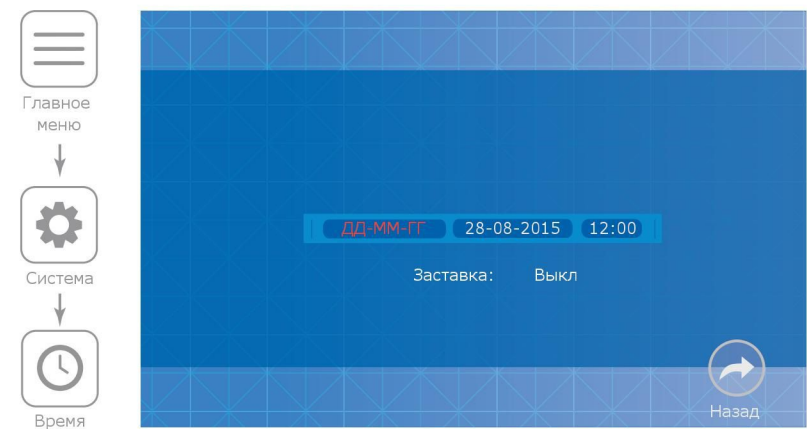 Главное
меню
Система
Время
ДД-ММ-ГГ 28-08-2015 12:00
Заставка: Выкл
Назад